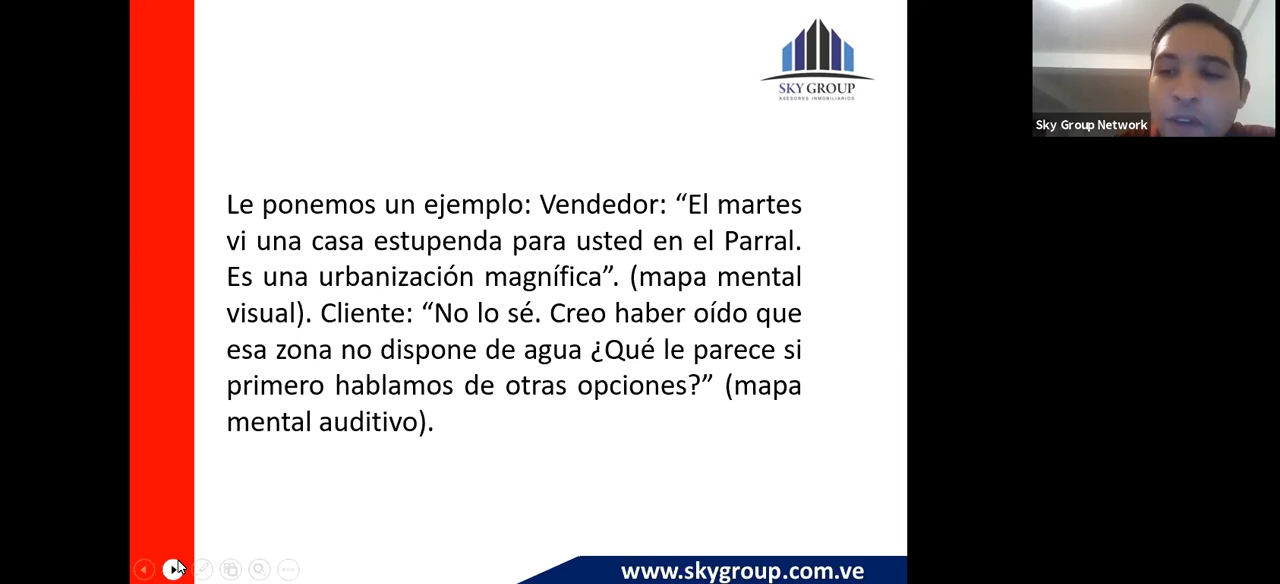 SKY GROUP
ASESORES INMOBILIARIOS
Sky Group Network
Le ponemos un ejemplo: Vendedor: “El martes
vi una casa estupenda para usted en el Parral.
Es una urbanización magnífica”. (mapa mental
visual). Cliente: “No lo sé. Creo haber oído que
esa zona no dispone de agua ¿Qué le parece si
primero hablamos de otras opciones?” (mapa
mental auditivo).
www.skygroup.com.ve